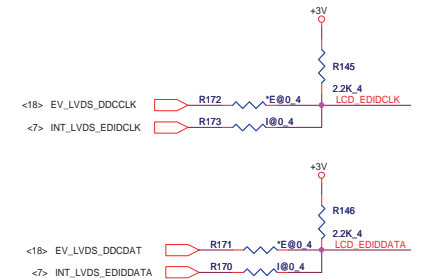 +3V
R145
2.2K_4
<18> EV_LVDS_DDCCLK R172 *E@0_4 LCD_EDIDCLK
<7> INT_LVDS_EDIDCLK R173 I@0_4
+3V
R146
2.2K_4
<18> EV_LVDS_DDCDAT R171 *E@0_4 LCD_EDIDDATA
<7> INT_LVDS_EDIDDATA R170 I@0_4